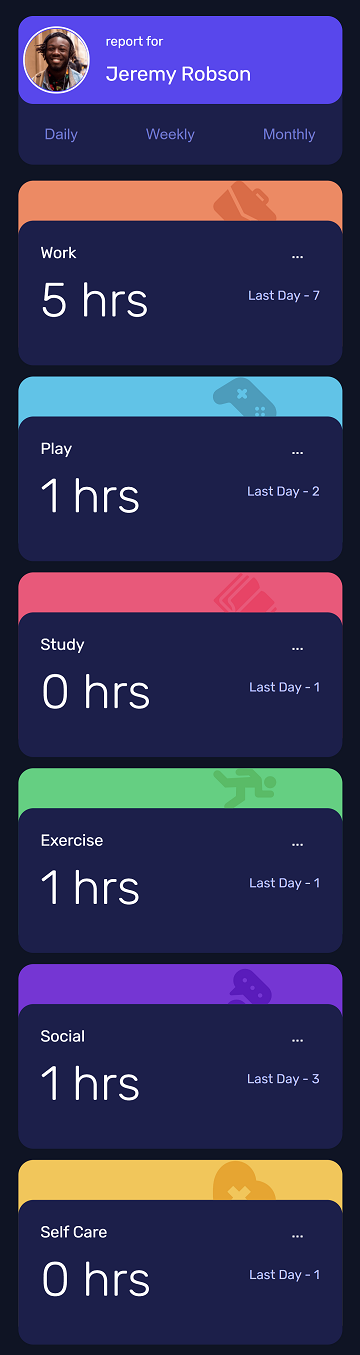 report for
Jeremy Robson
Daily Weekly Monthly
Work ...
5 hrs Last Day - 7
Play ...
1 hrs Last Day - 2
Study ...
0 hrs Last Day - 1
Exercise ...
1 hrs Last Day - 1
Social ...
1 hrs Last Day - 3
Self Care ...
0 hrs Last Day - 1